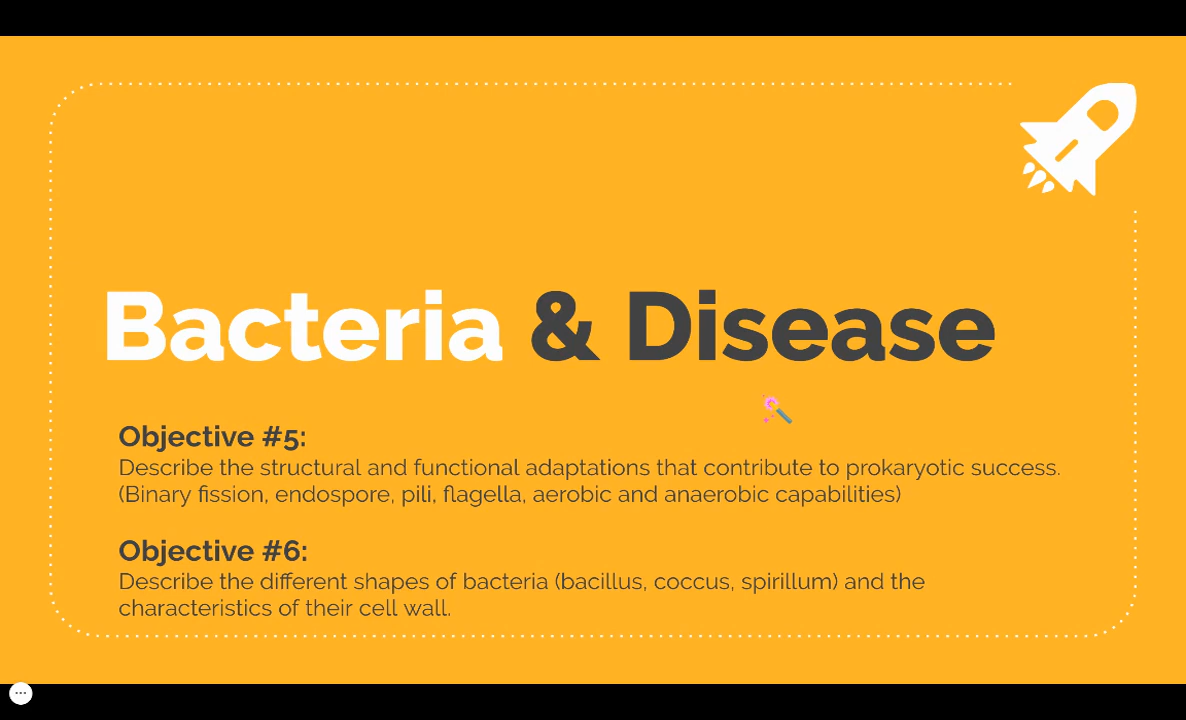 Bacteria & Disease
Objective #5:
Describe the structural and functional adaptations that contribute to prokaryotic success.
(Binary fission, endospore, pili, flagella, aerobic and anaerobic capabilities)
Objective #6:
Describe the different shapes of bacteria (bacillus, coccus, spirillum) and the
characteristics of their cell wall.